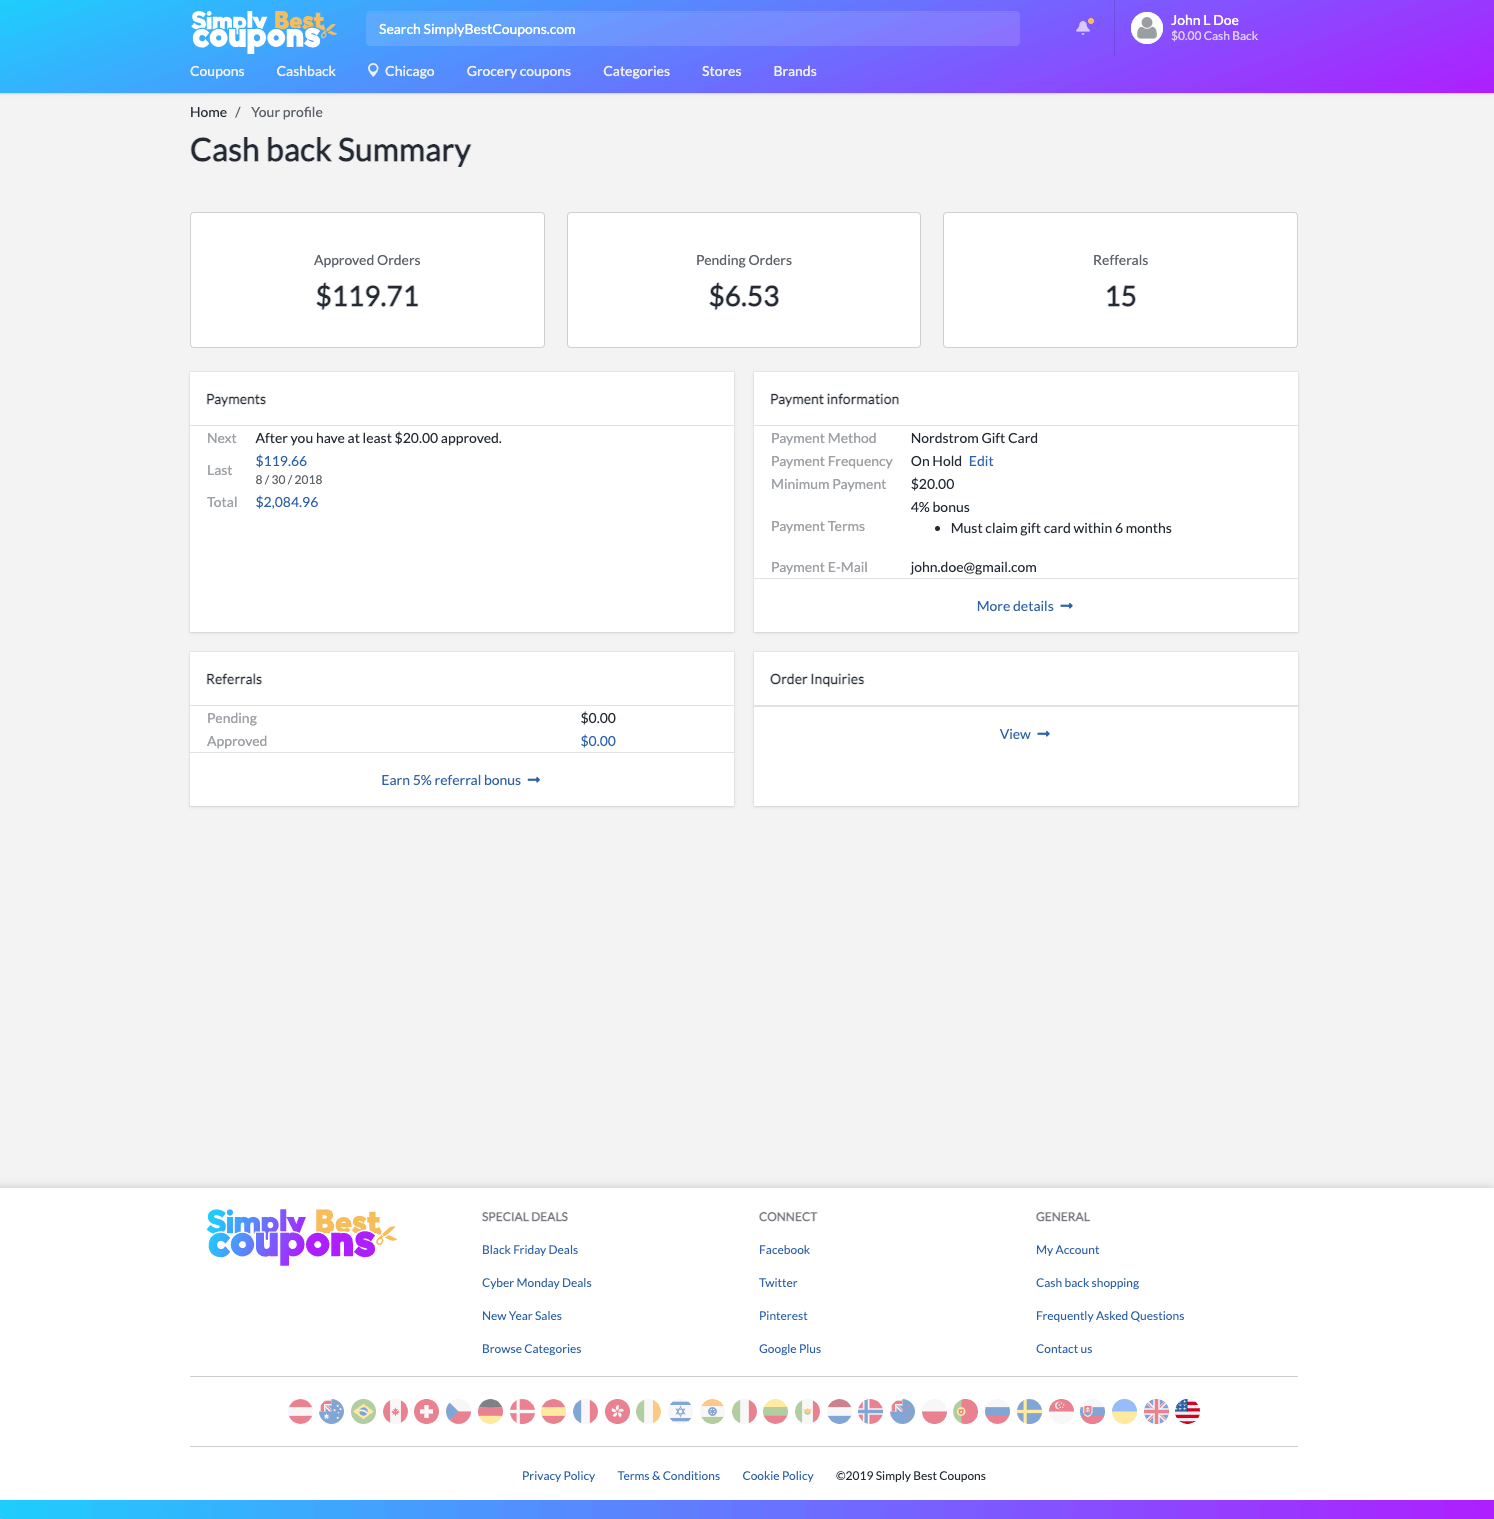 Simply Best
coupons
Search SimplyBestCoupons.com
John L Doe
$0.00 Cash Back
Coupons Cashback Chicago Grocery coupons Categories Stores Brands
Home / Your profile
Cash back Summary
Approved Orders
$119.71
Pending Orders
$6.53
Refferals
15
Payments
Next After you have at least $20.00 approved.
Last $119.66
8 / 30 / 2018
Total $2,084.96
Payment information
Payment Method Nordstrom Gift Card
Payment Frequency On Hold Edit
Minimum Payment $20.00
Payment Terms 4% bonus
• Must claim gift card within 6 months
Payment E-Mail john.doe@gmail.com
More details →
Referrals
Pending $0.00
Approved $0.00
Earn 5% referral bonus →
Order Inquiries
View →
Simply Best
coupons
SPECIAL DEALS
Black Friday Deals
Cyber Monday Deals
New Year Sales
Browse Categories
CONNECT
Facebook
Twitter
Pinterest
Google Plus
GENERAL
My Account
Cash back shopping
Frequently Asked Questions
Contact us
Privacy Policy Terms & Conditions Cookie Policy ©2019 Simply Best Coupons